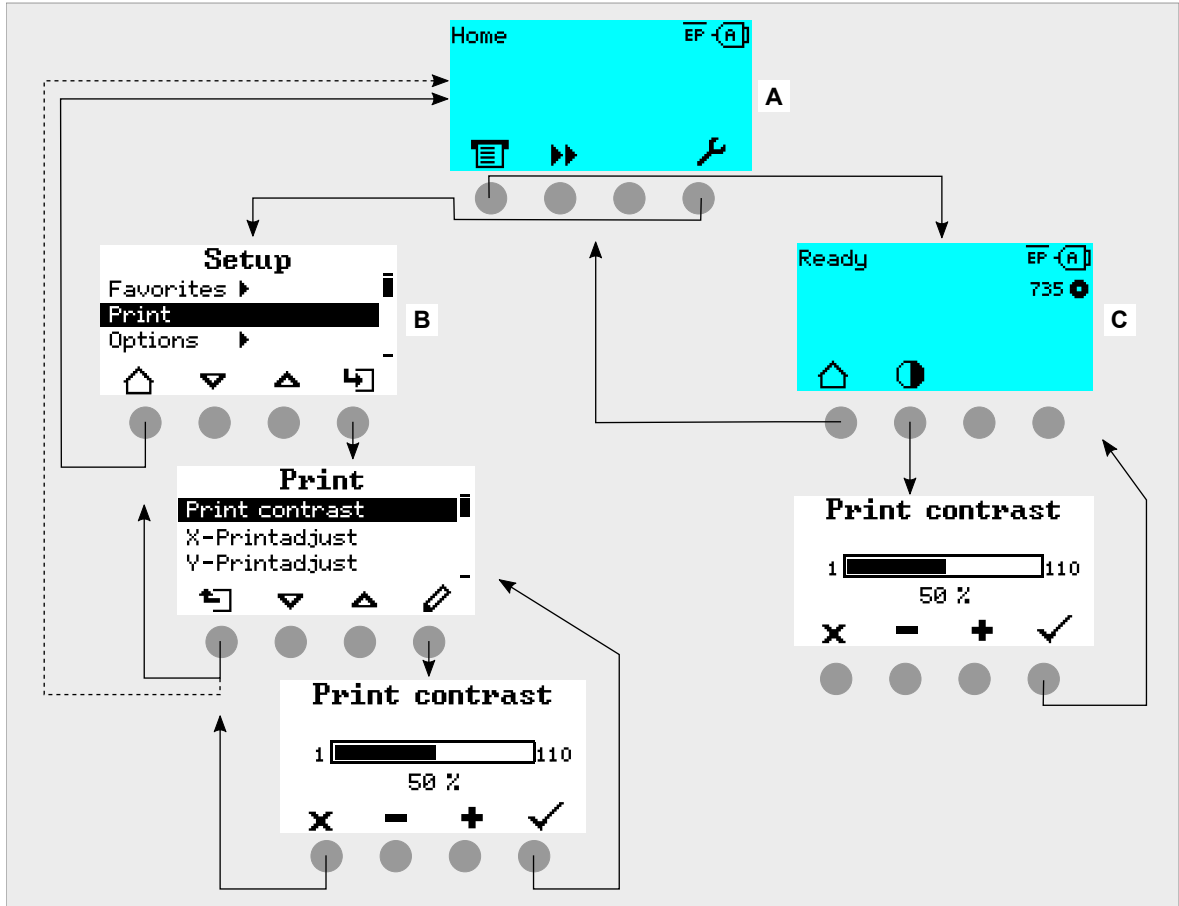 Home EP A
A
Setup
Favorites
Print
Options
B
Ready EP A
735
C
Print
Print contrast
X-Printadjust
Y-Printadjust
Print contrast
1 110
50 %
Print contrast
1 110
50 %